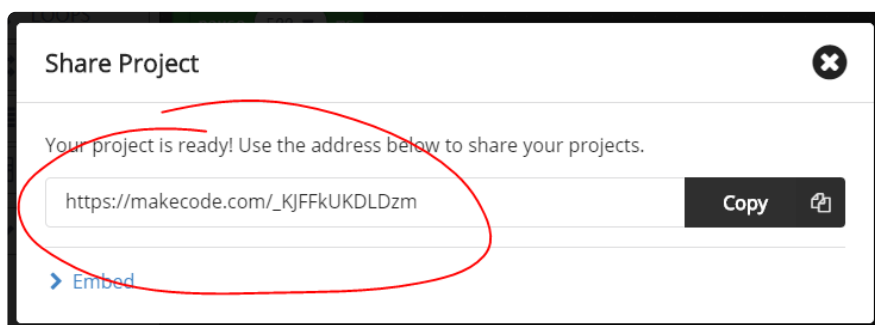 LOOPS
Share Project
Your project is ready! Use the address below to share your projects.
https://makecode.com/_KJFFkUKDLDzm
Copy
Embed